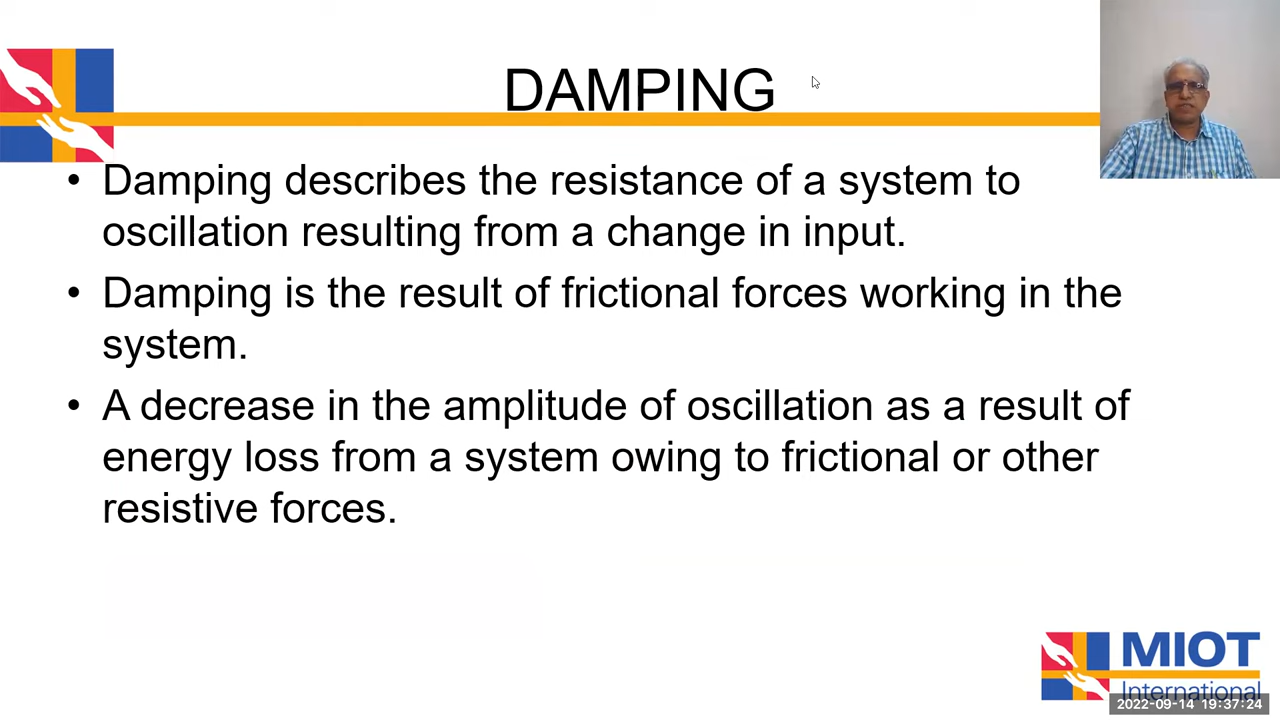 DAMPING
• Damping describes the resistance of a system to
oscillation resulting from a change in input.
• Damping is the result of frictional forces working in the
system.
• A decrease in the amplitude of oscillation as a result of
energy loss from a system owing to frictional or other
resistive forces.
MIOT
International
2022-09-14 19:37:24